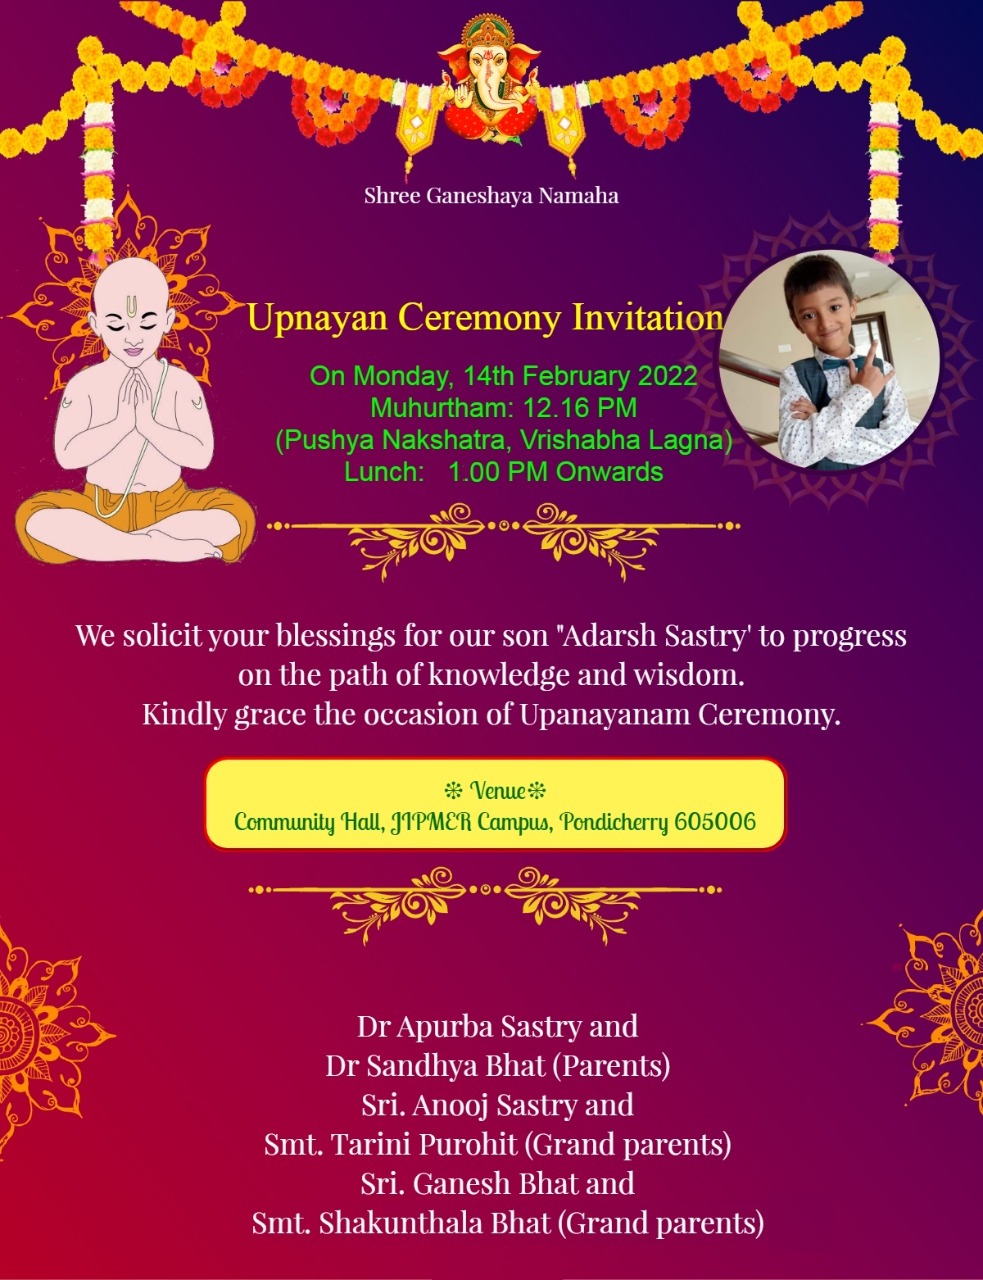 Shree Ganeshaya Namaha
Upnayan Ceremony Invitation
On Monday, 14th February 2022
Muhurtham: 12.16 PM
(Pushya Nakshatra, Vrishabha Lagna)
Lunch: 1.00 PM Onwards
We solicit your blessings for our son "Adarsh Sastry' to progress
on the path of knowledge and wisdom.
Kindly grace the occasion of Upanayanam Ceremony.
❊ Venue❊
Community Hall, JIPMER Campus, Pondicherry 605006
Dr Apurba Sastry and
Dr Sandhya Bhat (Parents)
Sri. Anooj Sastry and
Smt. Tarini Purohit (Grand parents)
Sri. Ganesh Bhat and
Smt. Shakunthala Bhat (Grand parents)